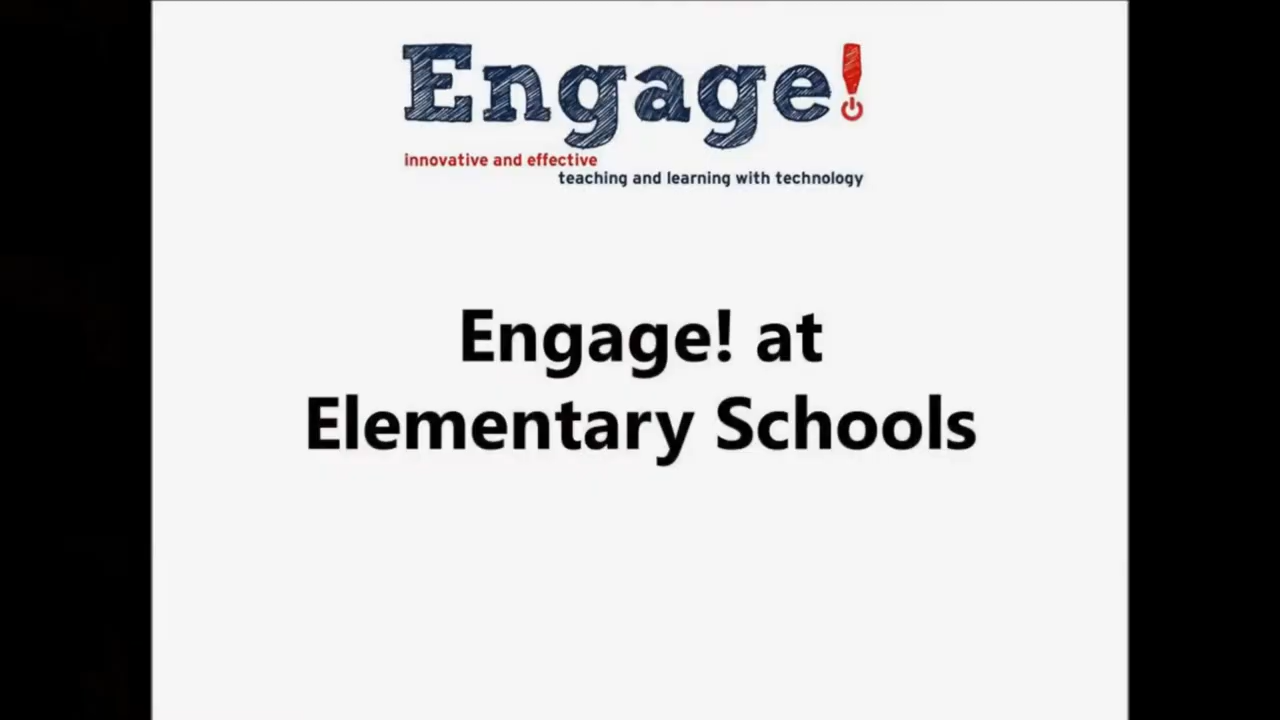 Engage!
innovative and effective
teaching and learning with technology
Engage! at
Elementary Schools